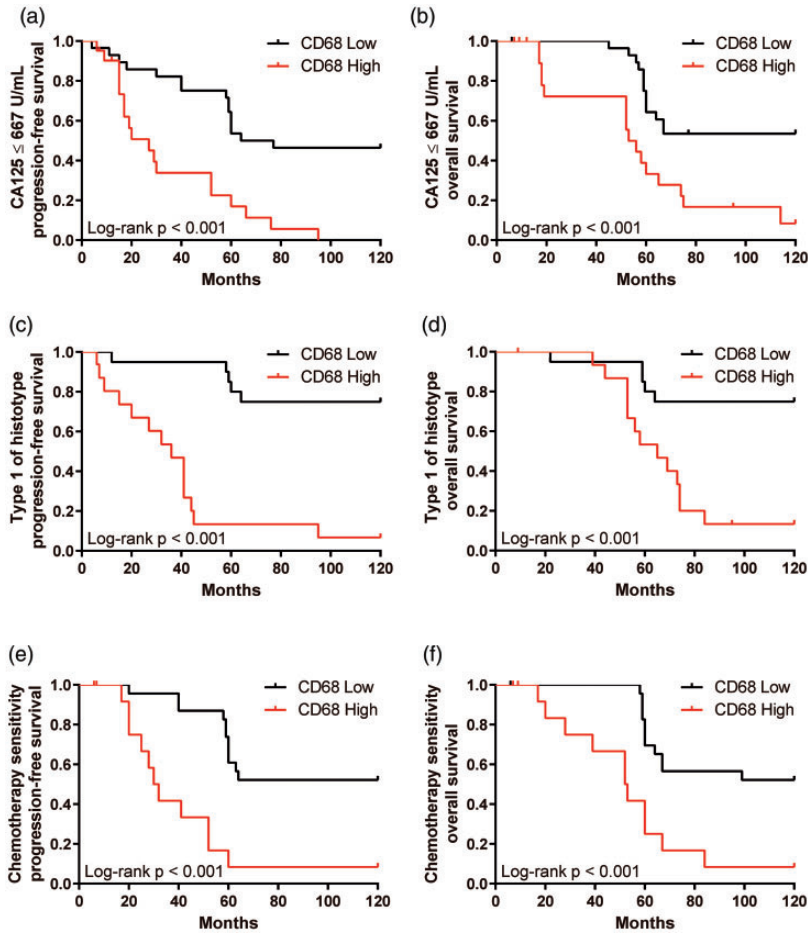 (a)
CA125 ≤ 667 U/mL
progression-free survival
1.0
0.8
0.6
0.4
0.2
0.0
CD68 Low
CD68 High
Log-rank p < 0.001
0 20 40 60 80 100 120
Months
(b)
CA125 ≤ 667 U/mL
overall survival
1.0
0.8
0.6
0.4
0.2
0.0
CD68 Low
CD68 High
Log-rank p < 0.001
0 20 40 60 80 100 120
Months
(c)
Type 1 of histotype
progression-free survival
1.0
0.8
0.6
0.4
0.2
0.0
CD68 Low
CD68 High
Log-rank p < 0.001
0 20 40 60 80 100 120
Months
(d)
Type 1 of histotype
overall survival
1.0
0.8
0.6
0.4
0.2
0.0
CD68 Low
CD68 High
Log-rank p < 0.001
0 20 40 60 80 100 120
Months
(e)
Chemotherapy sensitivity
progression-free survival
1.0
0.8
0.6
0.4
0.2
0.0
CD68 Low
CD68 High
Log-rank p < 0.001
0 20 40 60 80 100 120
Months
(f)
Chemotherapy sensitivity
overall survival
1.0
0.8
0.6
0.4
0.2
0.0
CD68 Low
CD68 High
Log-rank p < 0.001
0 20 40 60 80 100 120
Months